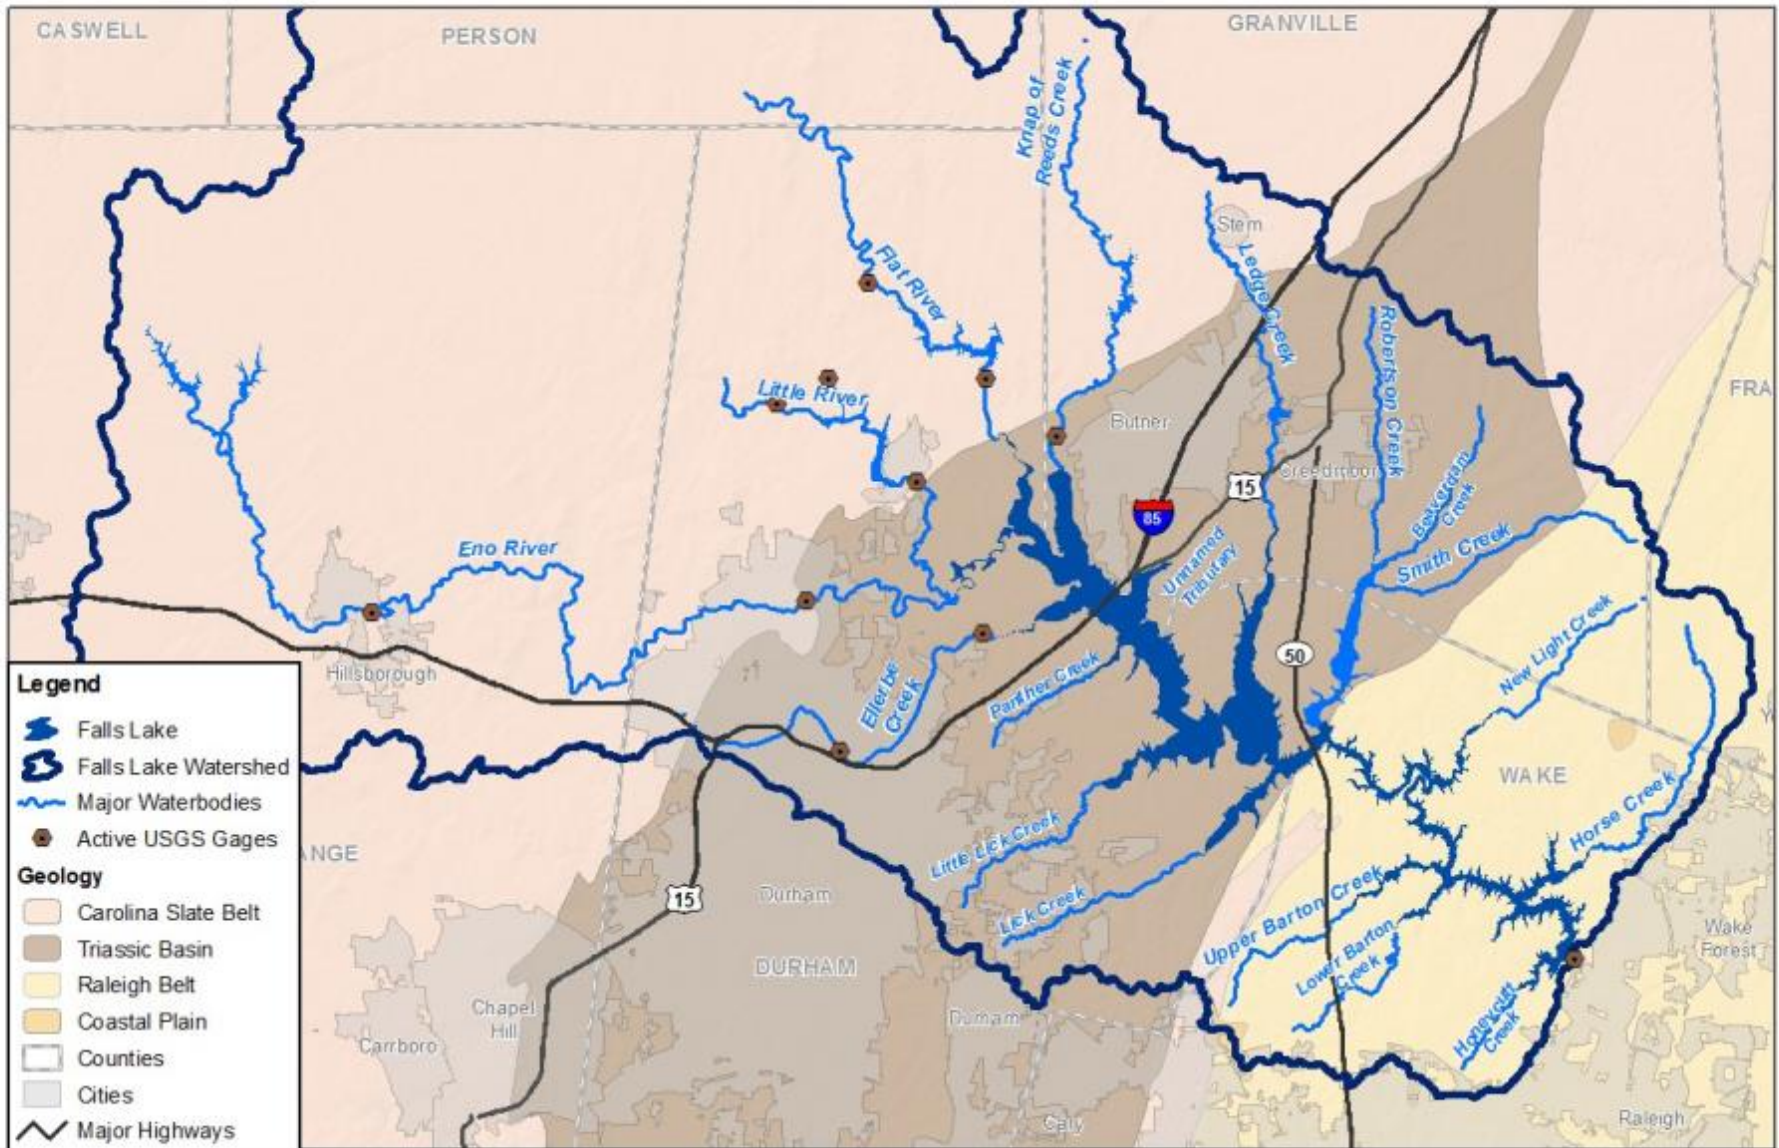 CASWELL
PERSON
GRANVILLE
Knap of
Reeds Creek
Stem
Ledge Creek
Flat River
Roberson Creek
Little River
FRA
Butner
Creedmoor
15
Beaverdam
Creek
85
Eno River
Unnamed
Tributary
Smith Creek
New Light Creek
50
Hillsborough
Ellerbe
Creek
Panther Creek
WAKE
Horse Creek
Little Lick Creek
ANGE
15
Durham
Lick Creek
Upper Barton Creek
Lower Barton
Creek
Wake
Forest
DURHAM
Chapel
Hill
Durham
Carrboro
Honeycutt
Creek
Cary
Raleigh
Legend
Falls Lake
Falls Lake Watershed
Major Waterbodies
Active USGS Gages
Geology
Carolina Slate Belt
Triassic Basin
Raleigh Belt
Coastal Plain
Counties
Cities
Major Highways